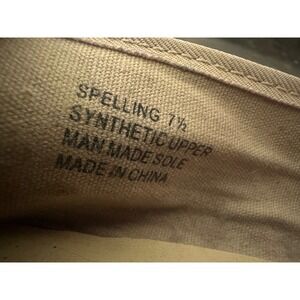 SPELLING 7½
SYNTHETIC UPPER
MAN MADE SOLE
MADE IN CHINA